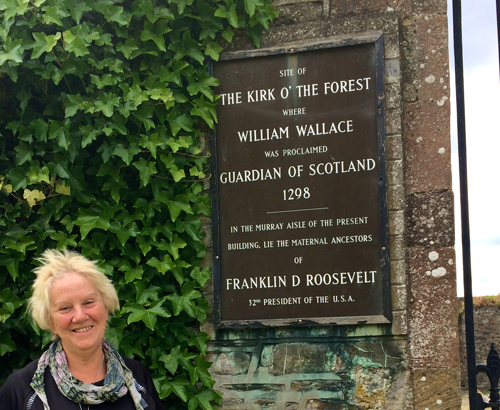 SITE OF
THE KIRK O' THE FOREST
WHERE
WILLIAM WALLACE
WAS PROCLAIMED
GUARDIAN OF SCOTLAND
1298
IN THE MURRAY AISLE OF THE PRESENT
BUILDING, LIE THE MATERNAL ANCESTORS
OF
FRANKLIN D ROOSEVELT
32ND PRESIDENT OF THE U.S.A.